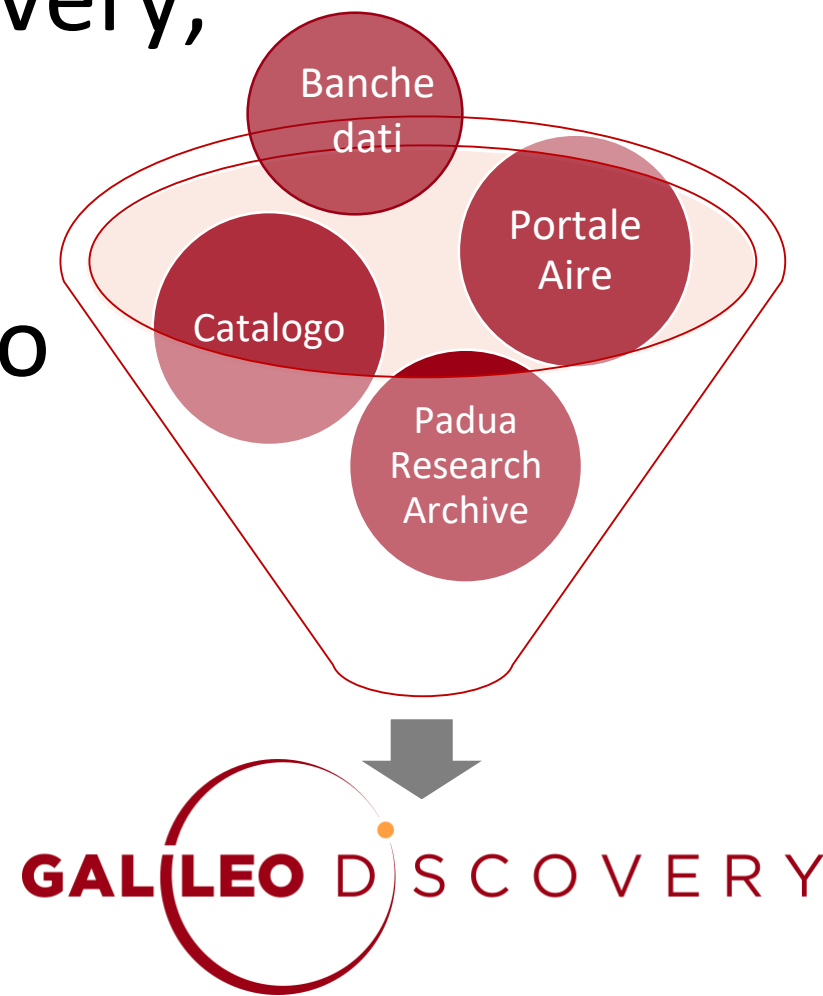 very,
Banche
dati
Portale
Aire
Catalogo
o
Padua
Research
Archive
GALILEO DISCOVERY